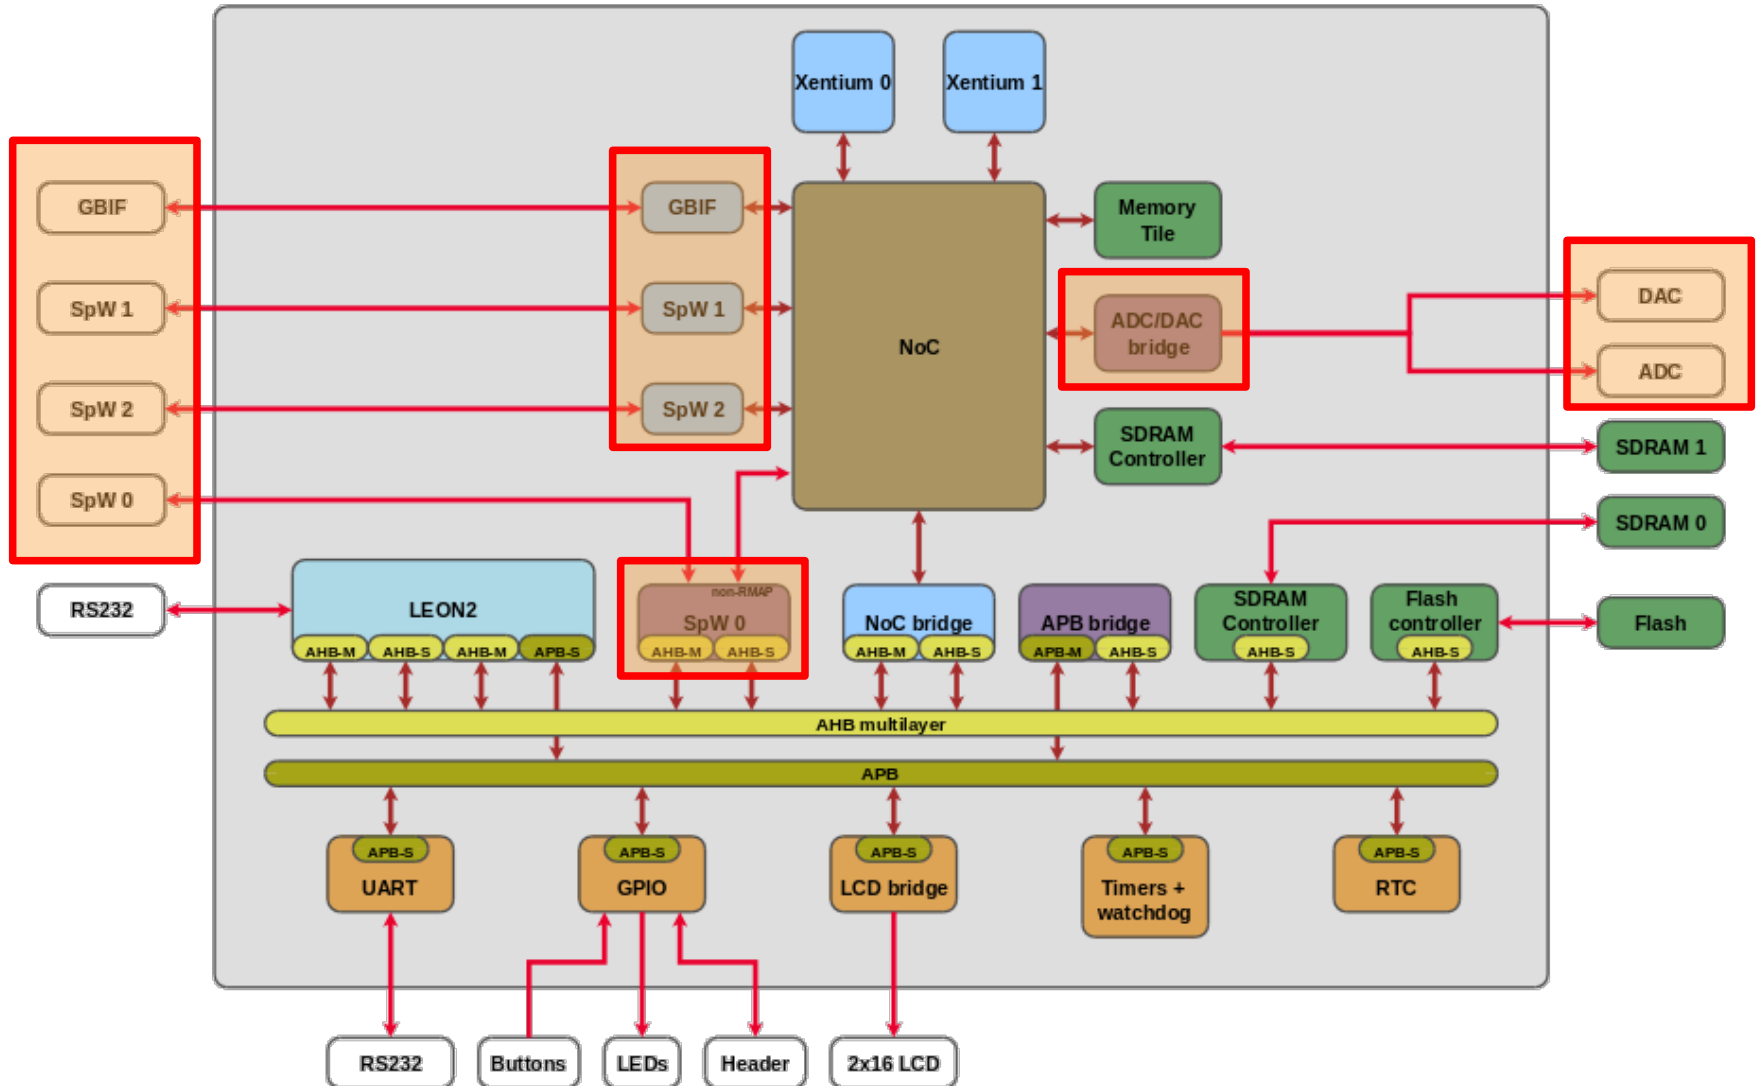 Xentium 0
Xentium 1
GBIF
GBIF
Memory
Tile
SpW 1
SpW 1
ADC/DAC
bridge
DAC
NoC
ADC
SpW 2
SpW 2
SDRAM
Controller
SDRAM 1
SpW 0
SDRAM 0
RS232
LEON2
AHB-M
AHB-S
AHB-M
APB-S
non-RMAP
SpW 0
AHB-M
AHB-S
NoC bridge
AHB-M
AHB-S
APB bridge
APB-M
AHB-S
SDRAM
Controller
AHB-S
Flash
controller
AHB-S
Flash
AHB multilayer
APB
APB-S
UART
APB-S
GPIO
APB-S
LCD bridge
APB-S
Timers +
watchdog
APB-S
RTC
RS232
Buttons
LEDs
Header
2x16 LCD